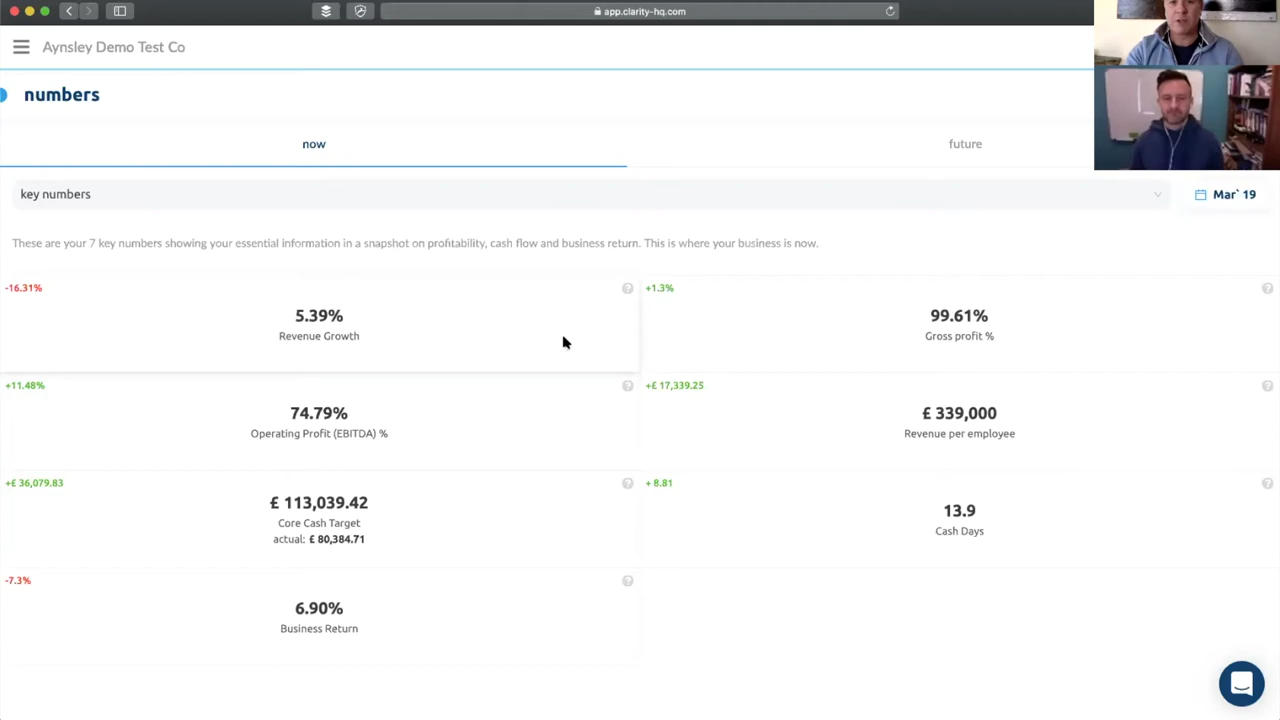 app.clarity-hq.com
Aynsley Demo Test Co
numbers
now
future
key numbers
Mar` 19
These are your 7 key numbers showing your essential information in a snapshot on profitability, cash flow and business return. This is where your business is now.
-16.31%
5.39%
Revenue Growth
+1.3%
99.61%
Gross profit %
+11.48%
74.79%
Operating Profit (EBITDA) %
+£ 17,339.25
£ 339,000
Revenue per employee
+£ 36,079.83
£ 113,039.42
Core Cash Target
actual: £ 80,384.71
+ 8.81
13.9
Cash Days
-7.3%
6.90%
Business Return